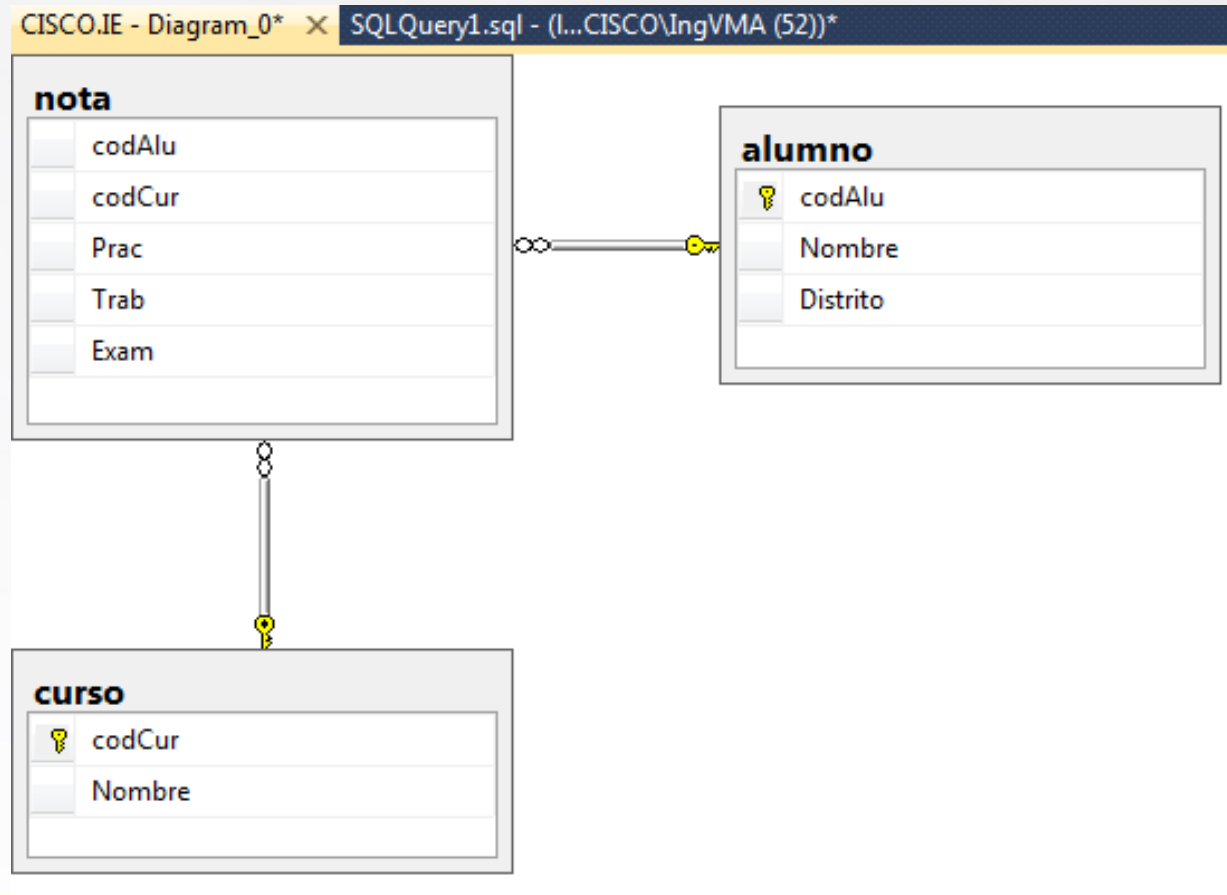 CISCO.IE - Diagram_0* SQLQuery1.sql - (l...CISCO\IngVMA (52))*
nota
codAlu
codCur
Prac
Trab
Exam
alumno
codAlu
Nombre
Distrito
curso
codCur
Nombre